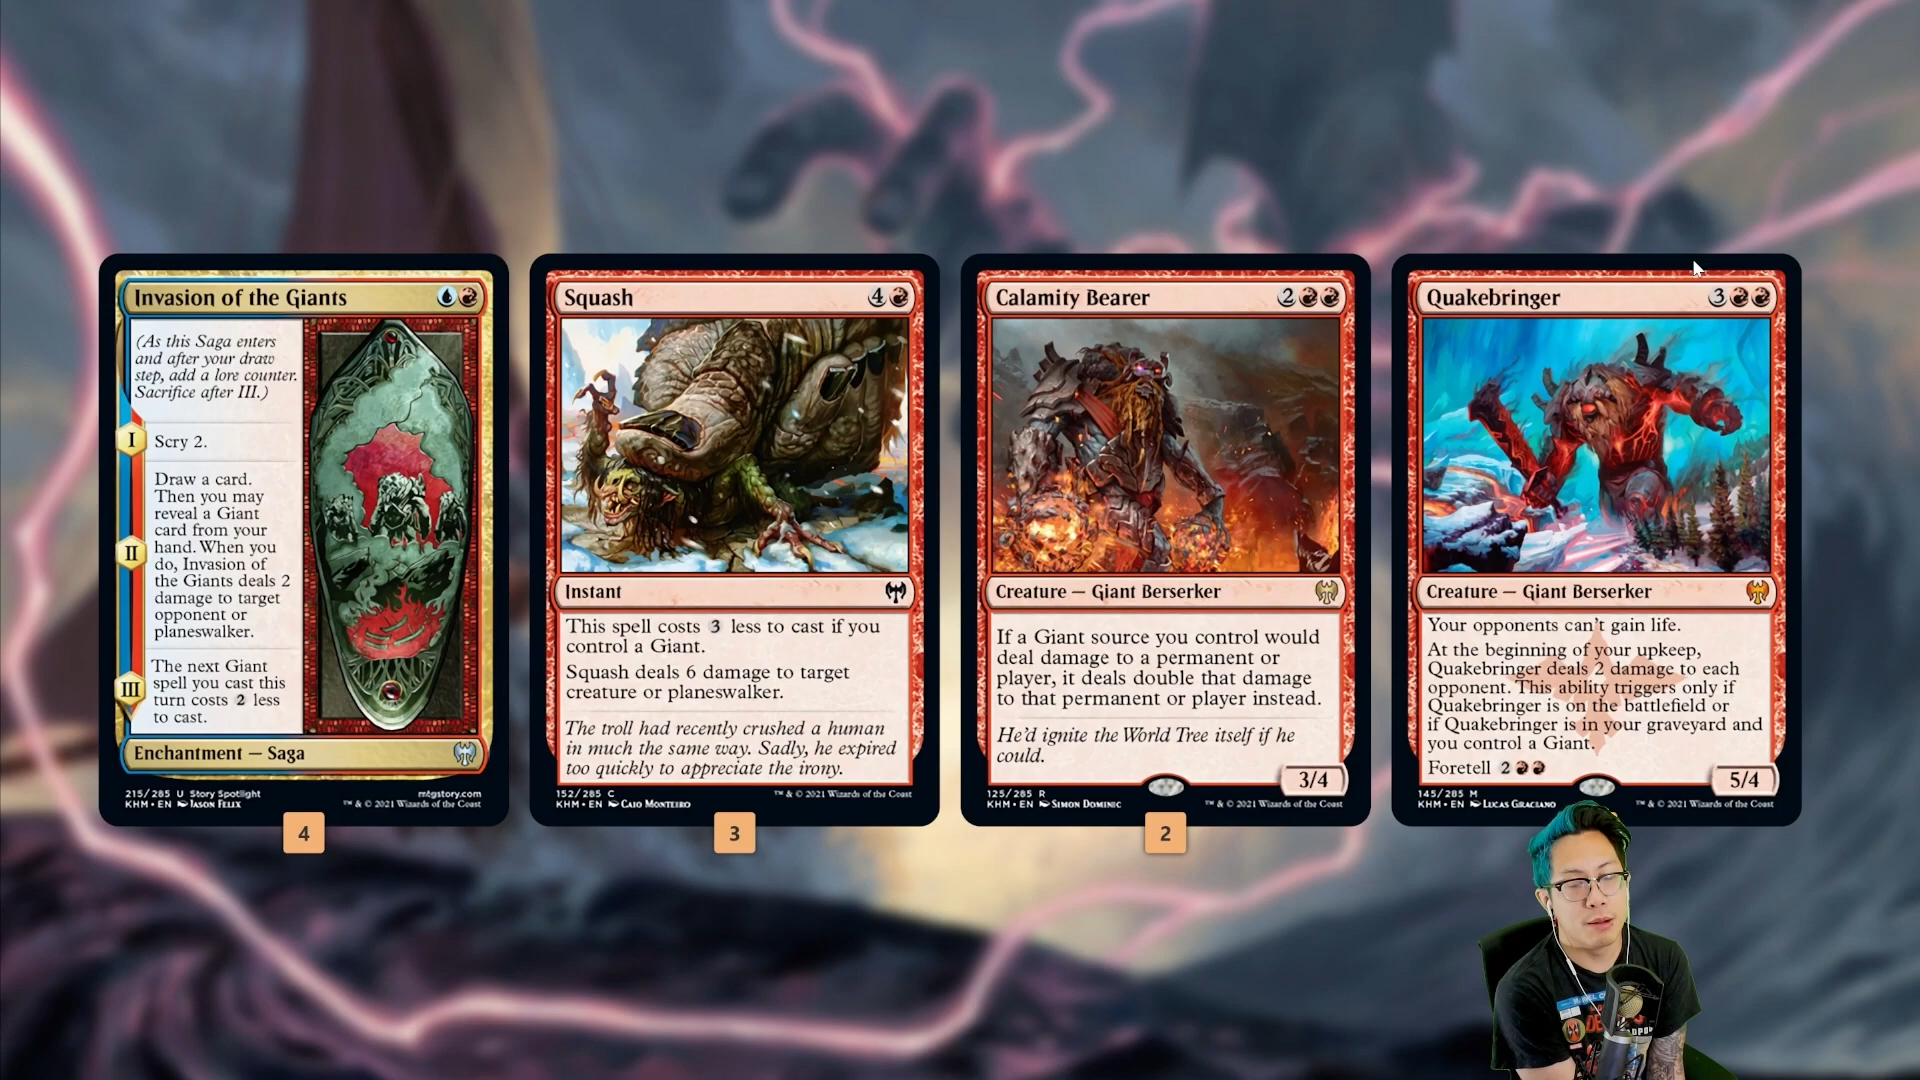 Invasion of the Giants
(As this Saga enters
and after your draw
step, add a lore counter.
Sacrifice after III.)
I
Scry 2.
II
Draw a card.
Then you may
reveal a Giant
card from your
hand. When you
do, Invasion of
the Giants deals 2
damage to target
opponent or
planeswalker.
III
The next Giant
spell you cast this
turn costs 2 less
to cast.
Enchantment — Saga
215/285 U Story Spotlight
mtgstory.com
KHM • EN Jason Felix
™ & © 2021 Wizards of the Coast
4
Squash
4
Instant
This spell costs 3 less to cast if you
control a Giant.
Squash deals 6 damage to target
creature or planeswalker.
The troll had recently crushed a human
in much the same way. Sadly, he expired
too quickly to appreciate the irony.
152/285 C
KHM • EN Caio Monteiro
™ & © 2021 Wizards of the Coast
3
Calamity Bearer
2
Creature — Giant Berserker
If a Giant source you control would
deal damage to a permanent or
player, it deals double that damage
to that permanent or player instead.
He'd ignite the World Tree itself if he
could.
3/4
125/285 R
KHM • EN Simon Dominic
™ & © 2021 Wizards of the Coast
2
Quakebringer
3
Creature — Giant Berserker
Your opponents can't gain life.
At the beginning of your upkeep,
Quakebringer deals 2 damage to each
opponent. This ability triggers only if
Quakebringer is on the battlefield or
if Quakebringer is in your graveyard and
you control a Giant.
Foretell 2
5/4
145/285 M
KHM • EN Lucas Graciano
™ & © 2021 Wizards of the Coast